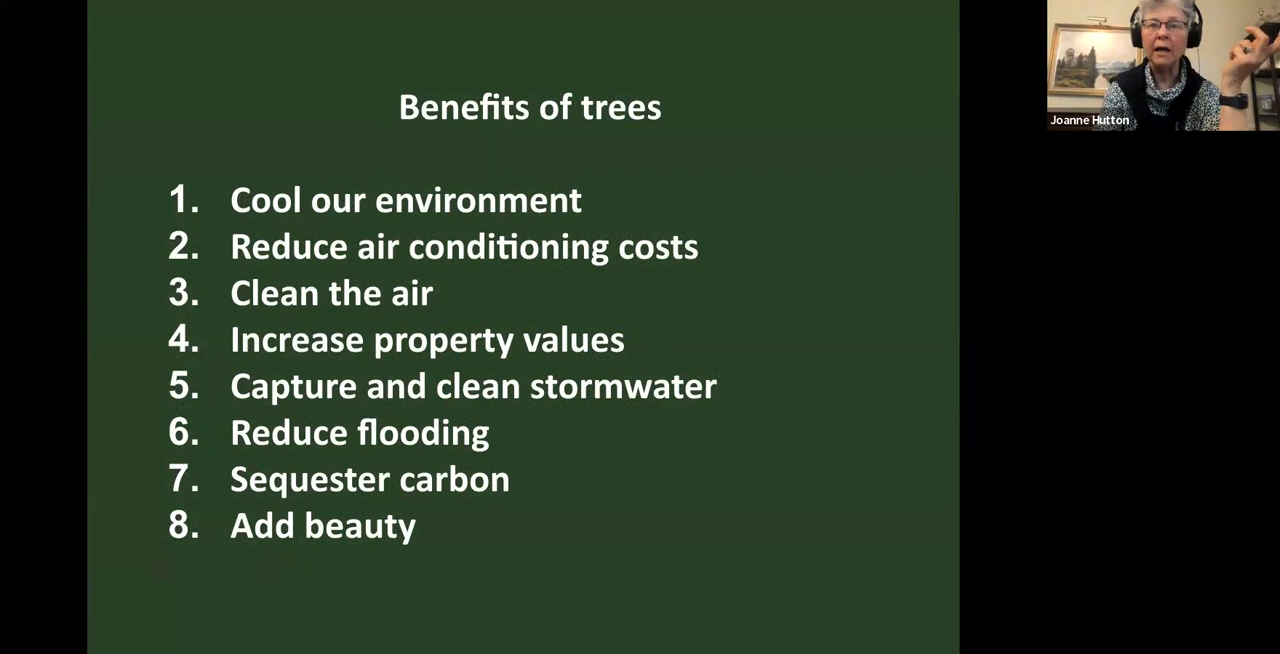 Benefits of trees
1. Cool our environment
2. Reduce air conditioning costs
3. Clean the air
4. Increase property values
5. Capture and clean stormwater
6. Reduce flooding
7. Sequester carbon
8. Add beauty
Joanne Hutton